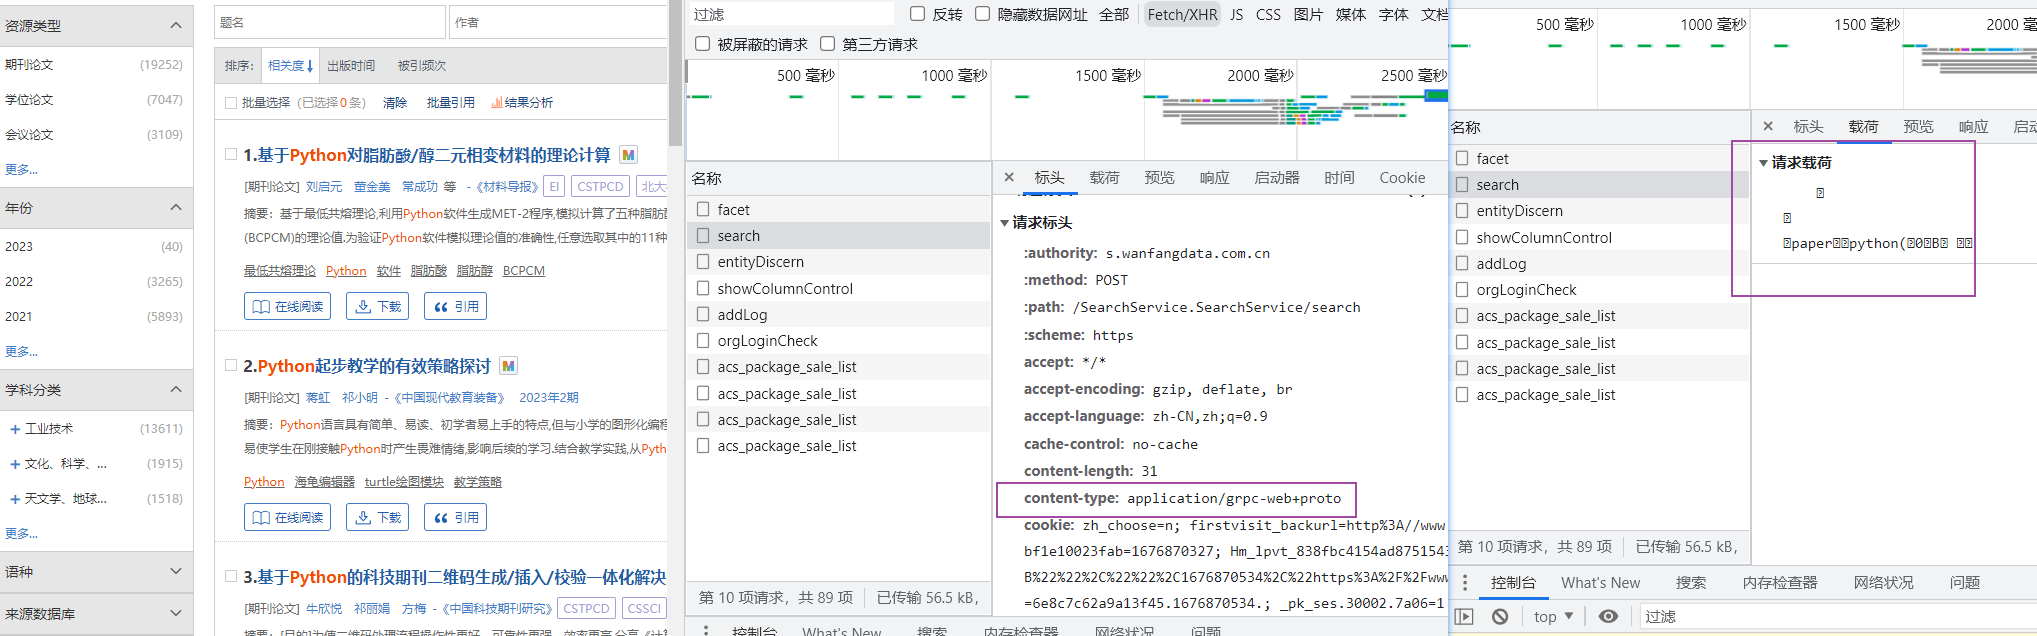 资源类型
期刊论文 (19252)
学位论文 (7047)
会议论文 (3109)
更多...
年份
2023 (40)
2022 (3265)
2021 (5893)
更多...
学科分类
+ 工业技术 (13611)
+ 文化、科学、... (1915)
+ 天文学、地球... (1518)
更多...
语种
来源数据库
题名 作者
排序: 相关度↓ 出版时间 被引频次
批量选择 (已选择0条) 清除 批量引用 结果分析
1.基于Python对脂肪酸/醇二元相变材料的理论计算 M
[期刊论文] 刘启元 董金美 常成功 等 -《材料导报》 EI CSTPCD 北大
摘要：基于最低共熔理论,利用Python软件生成MET-2程序,模拟计算了五种脂肪酸
(BCPCM)的理论值.为验证Python软件模拟理论值的准确性,任意选取其中的11种
最低共熔理论 Python 软件 脂肪酸 脂肪醇 BCPCM
在线阅读 下载 引用
2.Python起步教学的有效策略探讨 M
[期刊论文] 蒋虹 祁小明 -《中国现代教育装备》 2023年2期
摘要：Python语言具有简单、易读、初学者易上手的特点,但与小学的图形化编程
易使学生在刚接触Python时产生畏难情绪,影响后续的学习.结合教学实践,从Pyth
Python 海龟编辑器 turtle绘图模块 教学策略
在线阅读 下载 引用
3.基于Python的科技期刊二维码生成/插入/校验一体化解决
[期刊论文] 牛欣悦 祁丽娟 方梅 -《中国科技期刊研究》 CSTPCD CSSCI
过滤 反转 隐藏数据网址 全部 Fetch/XHR JS CSS 图片 媒体 字体 文档
被屏蔽的请求 第三方请求
500 毫秒 1000 毫秒 1500 毫秒 2000 毫秒 2500 毫秒
名称
facet
search
entityDiscern
showColumnControl
addLog
orgLoginCheck
acs_package_sale_list
acs_package_sale_list
acs_package_sale_list
acs_package_sale_list
第 10 项请求，共 89 项 已传输 56.5 kB,
× 标头 载荷 预览 响应 启动器 时间 Cookie
▼请求标头
:authority: s.wanfangdata.com.cn
:method: POST
:path: /SearchService.SearchService/search
:scheme: https
accept: */*
accept-encoding: gzip, deflate, br
accept-language: zh-CN,zh;q=0.9
cache-control: no-cache
content-length: 31
content-type: application/grpc-web+proto
cookie: zh_choose=n; firstvisit_backurl=http%3A//www
bf1e10023fab=1676870327; Hm_lpvt_838fbc4154ad8751543
B%22%22%2C%22%22%2C1676870534%2C%22https%3A%2F%2Fwww
=6e8c7c62a9a13f45.1676870534.; _pk_ses.30002.7a06=1
控制台 What's New 搜索 内存检查器 网络状况 问题
500 毫秒 1000 毫秒 1500 毫秒 2000 毫秒
名称
facet
search
entityDiscern
showColumnControl
addLog
orgLoginCheck
acs_package_sale_list
acs_package_sale_list
acs_package_sale_list
acs_package_sale_list
第 10 项请求，共 89 项 已传输 56.5 kB,
× 标头 载荷 预览 响应 启动
▼请求载荷
paper python( 0 B
控制台 What's New 搜索 内存检查器 网络状况 问题
top ▼ 过滤